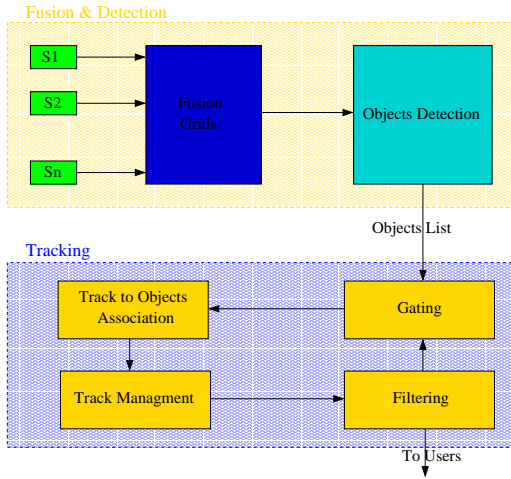 Fusion & Detection
S1
S2
Sn
Fusion
Grids
Objects Detection
Objects List
Tracking
Track to Objects
Association
Gating
Track Managment
Filtering
To Users